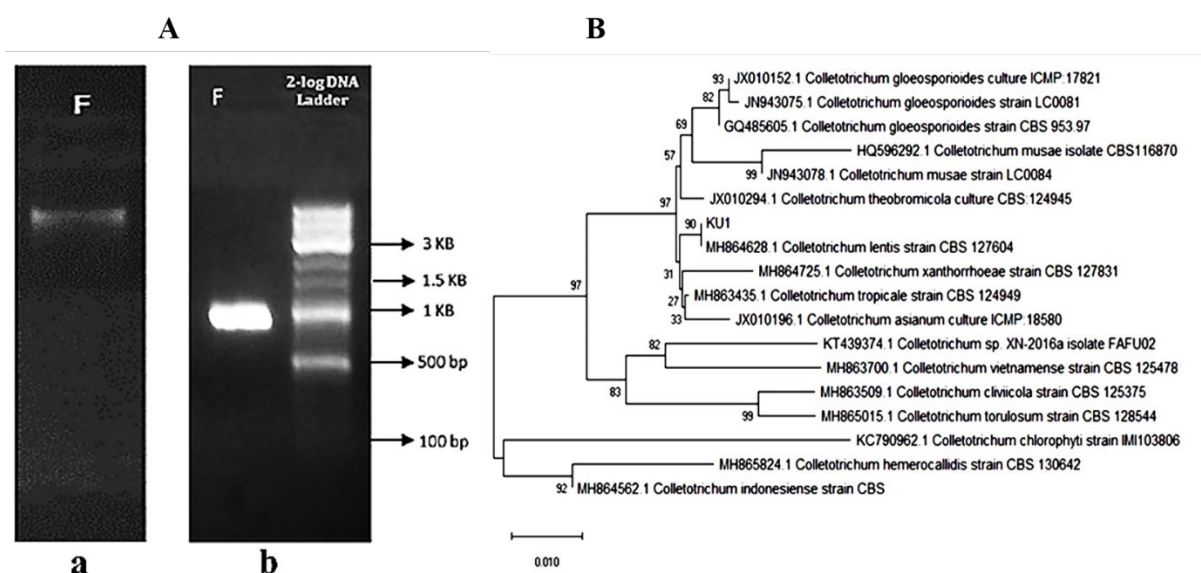 A
B
F
F
2-log DNA
Ladder
3 KB
1.5 KB
1 KB
500 bp
100 bp
a
b
93
JX010152.1 Colletotrichum gloeosporioides culture ICMP:17821
82
JN943075.1 Colletotrichum gloeosporioides strain LC0081
69
GQ485605.1 Colletotrichum gloeosporioides strain CBS 953.97
57
HQ596292.1 Colletotrichum musae isolate CBS116870
99
JN943078.1 Colletotrichum musae strain LC0084
97
JX010294.1 Colletotrichum theobromicola culture CBS:124945
90
KU1
MH864628.1 Colletotrichum lentis strain CBS 127604
31
MH864725.1 Colletotrichum xanthorrhoeae strain CBS 127831
97
27
MH863435.1 Colletotrichum tropicale strain CBS 124949
33
JX010196.1 Colletotrichum asianum culture ICMP:18580
82
KT439374.1 Colletotrichum sp. XN-2016a isolate FAFU02
MH863700.1 Colletotrichum vietnamense strain CBS 125478
83
MH863509.1 Colletotrichum cliviicola strain CBS 125375
99
MH865015.1 Colletotrichum torulosum strain CBS 128544
KC790962.1 Colletotrichum chlorophyti strain IMI103806
MH865824.1 Colletotrichum hemerocallidis strain CBS 130642
92
MH864562.1 Colletotrichum indonesiense strain CBS
0.010